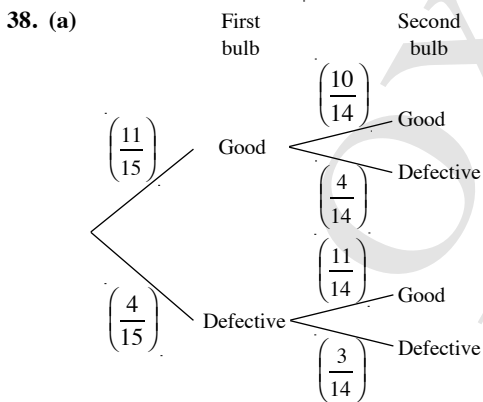 38. (a) First bulb Second bulb
(10/14)
Good
(11/15)
Good
Defective
(4/14)
(11/14)
Good
(4/15)
Defective
Defective
(3/14)